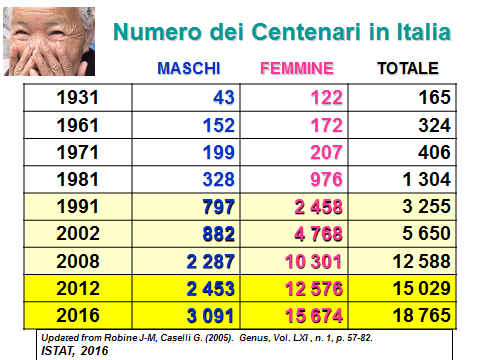 Numero dei Centenari in Italia
MASCHI FEMMINE TOTALE
1931 43 122 165
1961 152 172 324
1971 199 207 406
1981 328 976 1 304
1991 797 2 458 3 255
2002 882 4 768 5 650
2008 2 287 10 301 12 588
2012 2 453 12 576 15 029
2016 3 091 15 674 18 765
Updated from Robine J-M, Caselli G. (2005). Genus, Vol. LXI , n. 1, p. 57-82.
ISTAT, 2016